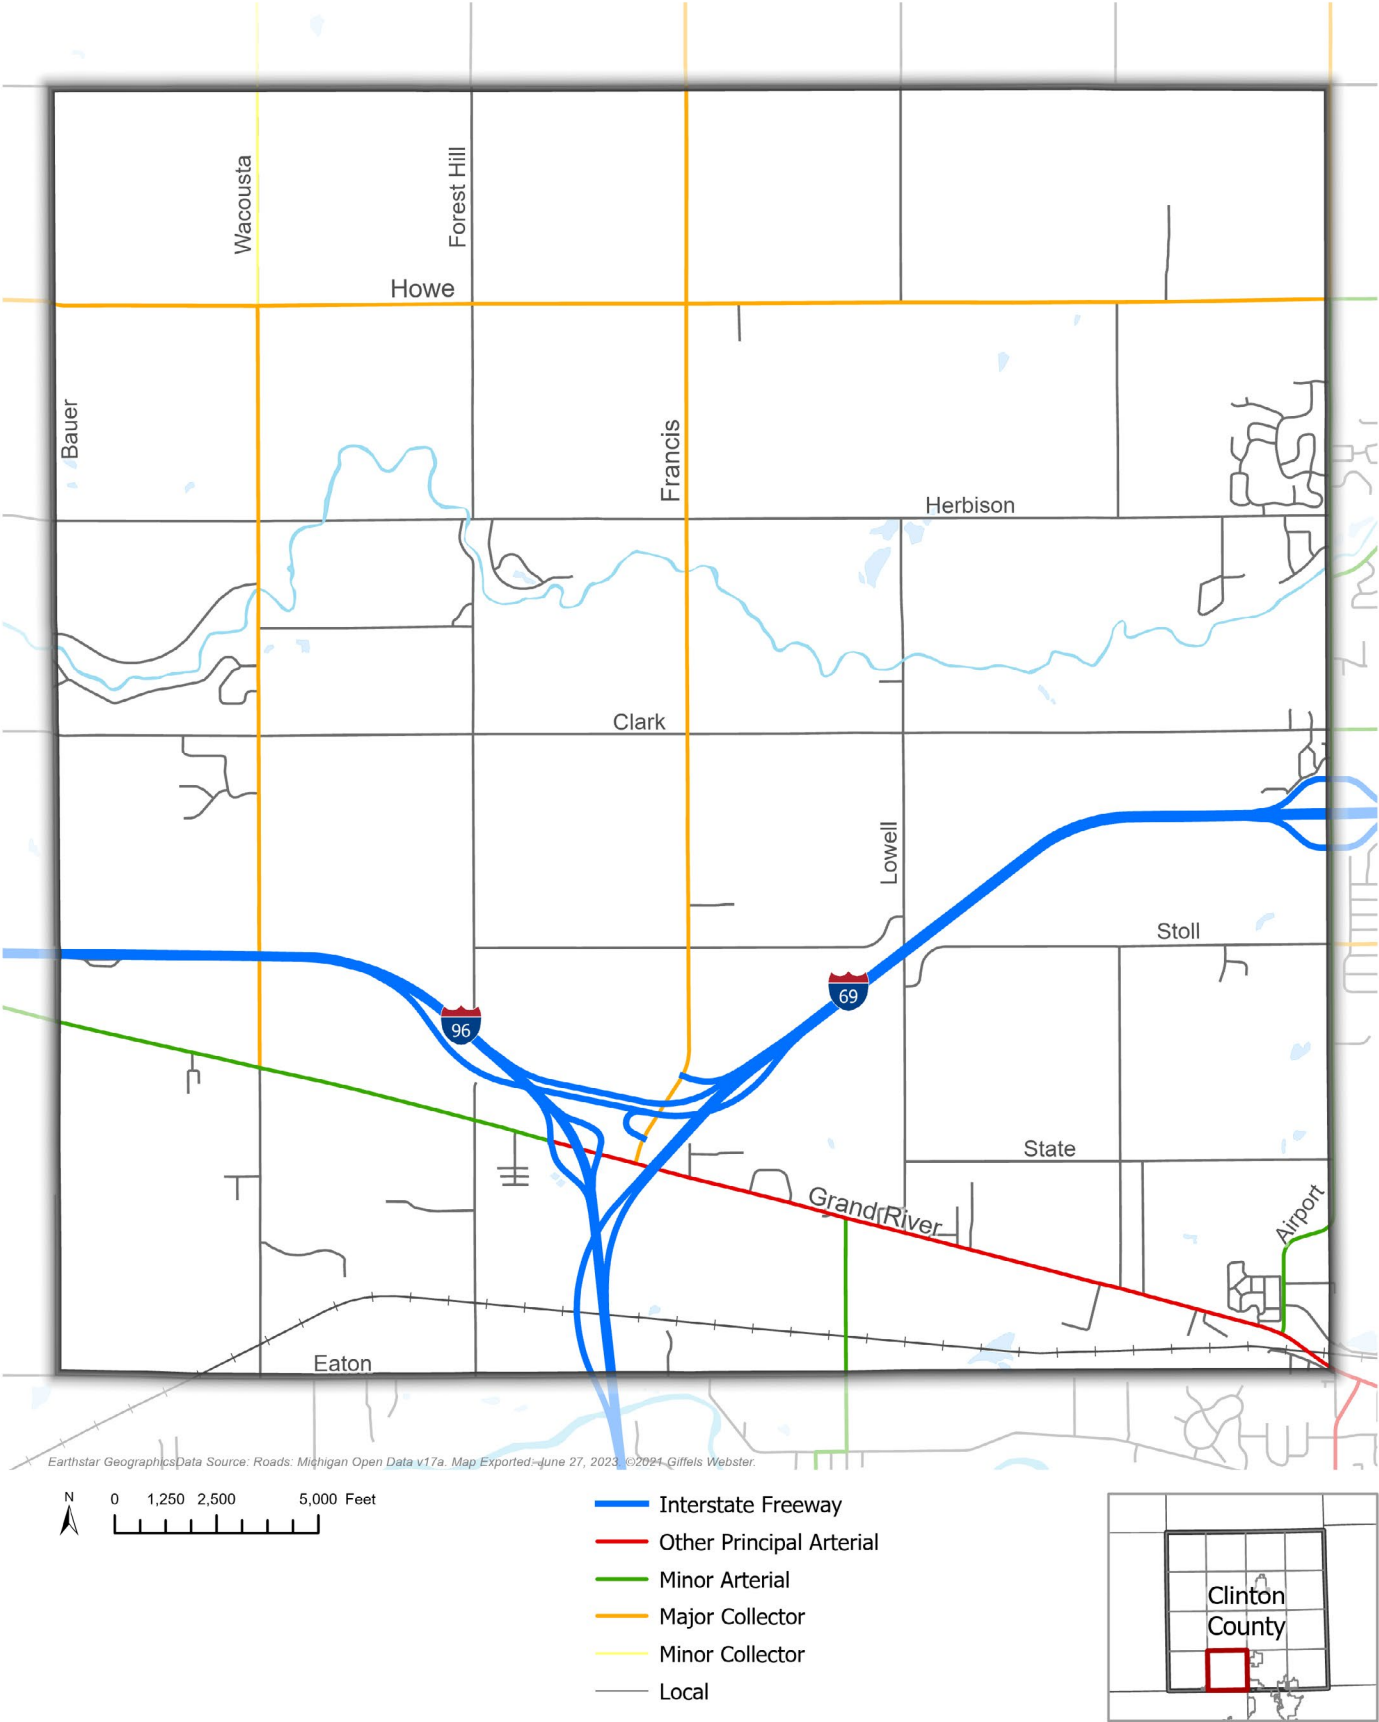 Wacousta
Forest Hill
Howe
Bauer
Francis
Herbison
Clark
Lowell
Stoll
69
96
State
Grand River
Airport
Eaton
Earthstar Geographics Data Source: Roads: Michigan Open Data v17a. Map Exported: June 27, 2023. ©2021 Giffels Webster.
N
0 1,250 2,500 5,000 Feet
Interstate Freeway
Other Principal Arterial
Minor Arterial
Major Collector
Minor Collector
Local
Clinton
County